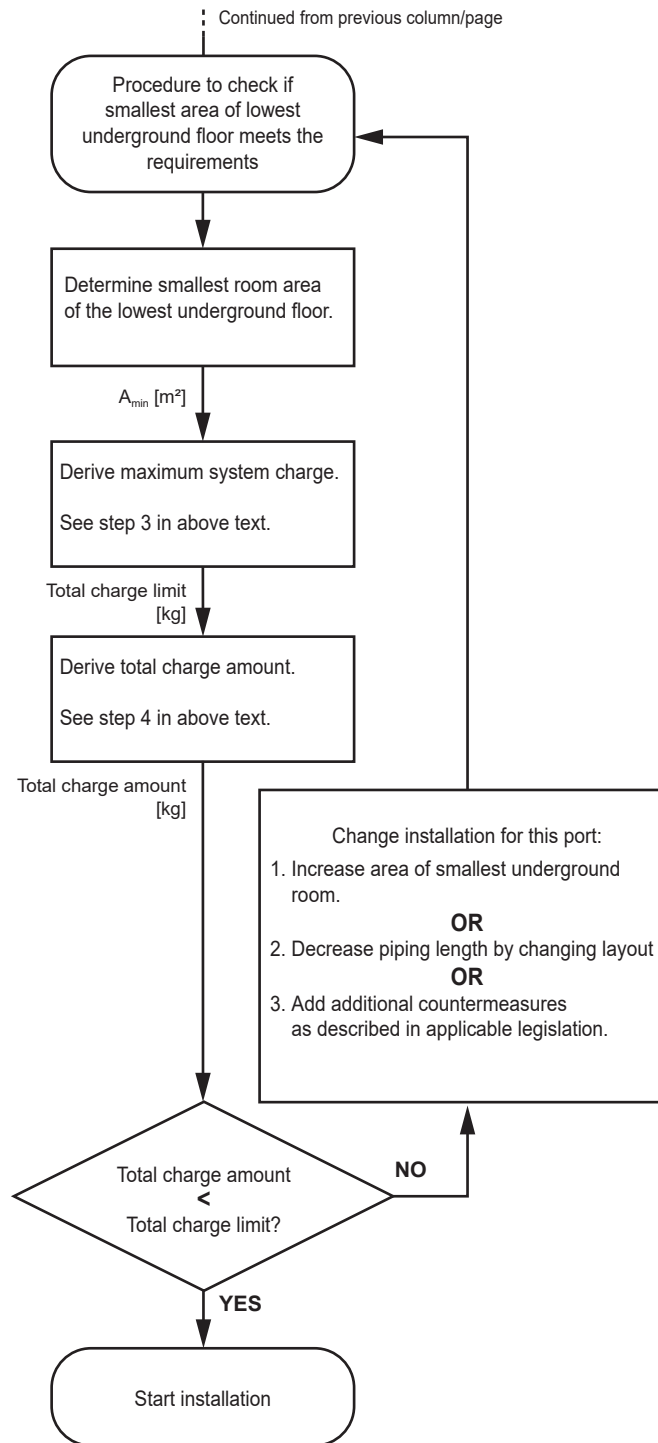 Continued from previous column/page
Procedure to check if
smallest area of lowest
underground floor meets the
requirements
Determine smallest room area
of the lowest underground floor.
Amin [m²]
Derive maximum system charge.
See step 3 in above text.
Total charge limit
[kg]
Derive total charge amount.
See step 4 in above text.
Total charge amount
[kg]
Change installation for this port:
1. Increase area of smallest underground
room.
OR
2. Decrease piping length by changing layout
OR
3. Add additional countermeasures
as described in applicable legislation.
Total charge amount
<
Total charge limit?
NO
YES
Start installation